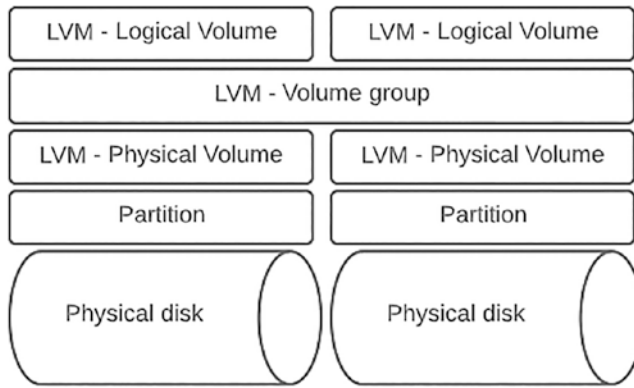 LVM - Logical Volume LVM - Logical Volume
LVM - Volume group
LVM - Physical Volume LVM - Physical Volume
Partition Partition
Physical disk Physical disk